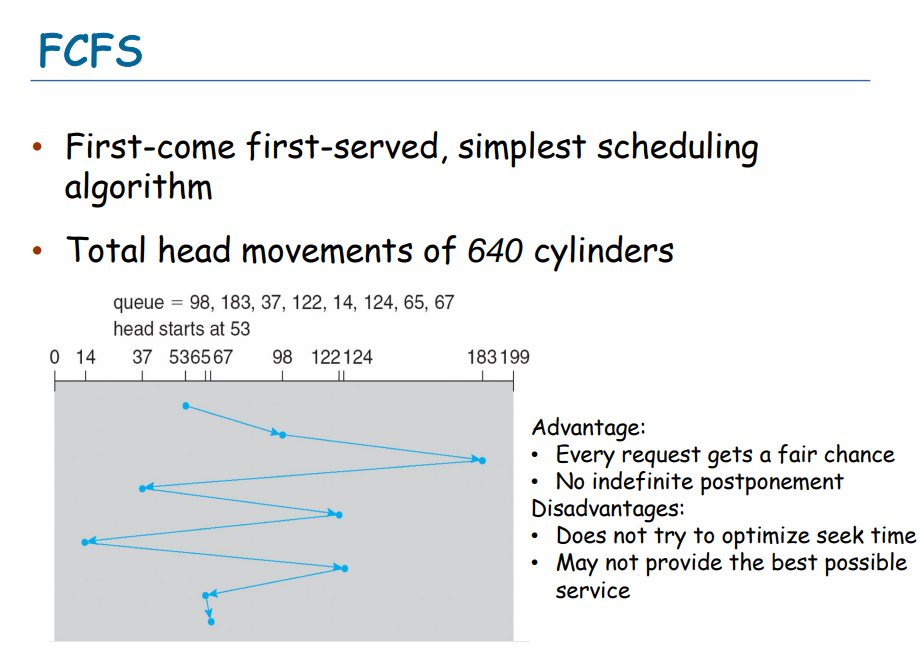 FCFS
• First-come first-served, simplest scheduling
algorithm
• Total head movements of 640 cylinders
queue = 98, 183, 37, 122, 14, 124, 65, 67
head starts at 53
0 14 37 53 65 67 98 122 124 183 199
Advantage:
• Every request gets a fair chance
• No indefinite postponement
Disadvantages:
• Does not try to optimize seek time
• May not provide the best possible
service